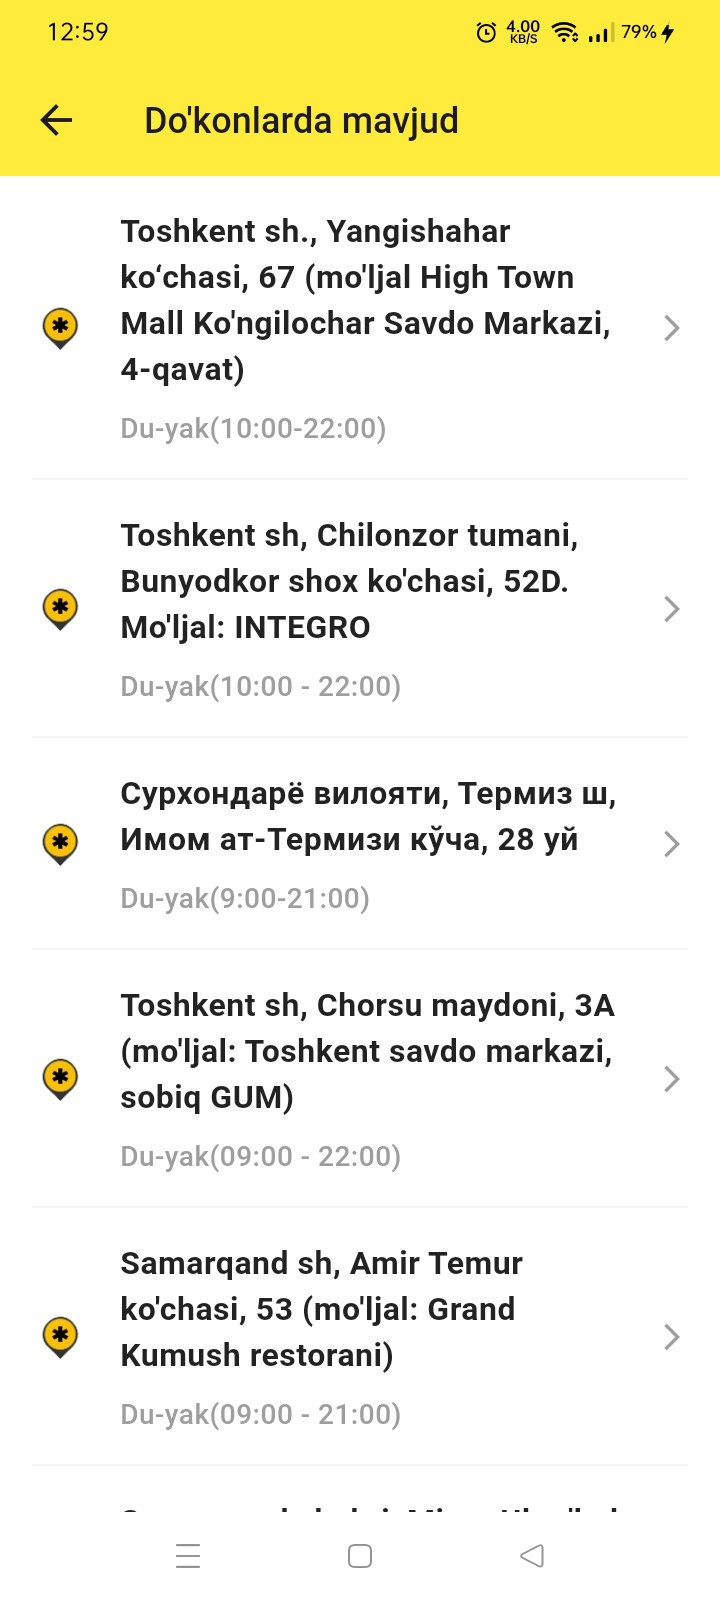 12:59
4.00
KB/S
79%
Do'konlarda mavjud
Toshkent sh., Yangishahar
ko‘chasi, 67 (mo'ljal High Town
Mall Ko'ngilochar Savdo Markazi,
4-qavat)
Du-yak(10:00-22:00)
Toshkent sh, Chilonzor tumani,
Bunyodkor shox ko'chasi, 52D.
Mo'ljal: INTEGRO
Du-yak(10:00 - 22:00)
Сурхондарё вилояти, Термиз ш,
Имом ат-Термизи кўча, 28 уй
Du-yak(9:00-21:00)
Toshkent sh, Chorsu maydoni, 3A
(mo'ljal: Toshkent savdo markazi,
sobiq GUM)
Du-yak(09:00 - 22:00)
Samarqand sh, Amir Temur
ko'chasi, 53 (mo'ljal: Grand
Kumush restorani)
Du-yak(09:00 - 21:00)